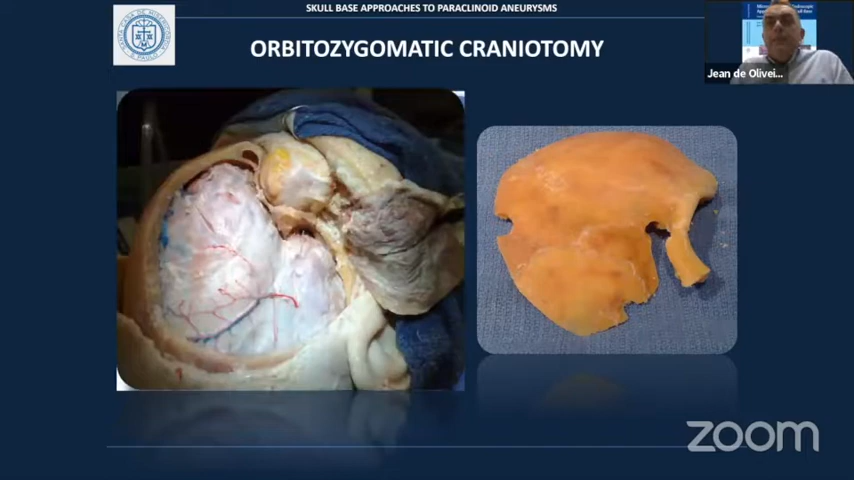 SKULL BASE APPROACHES TO PARACLINOID ANEURYSMS
ORBITOZYGOMATIC CRANIOTOMY
Jean de Olivei...
zoom